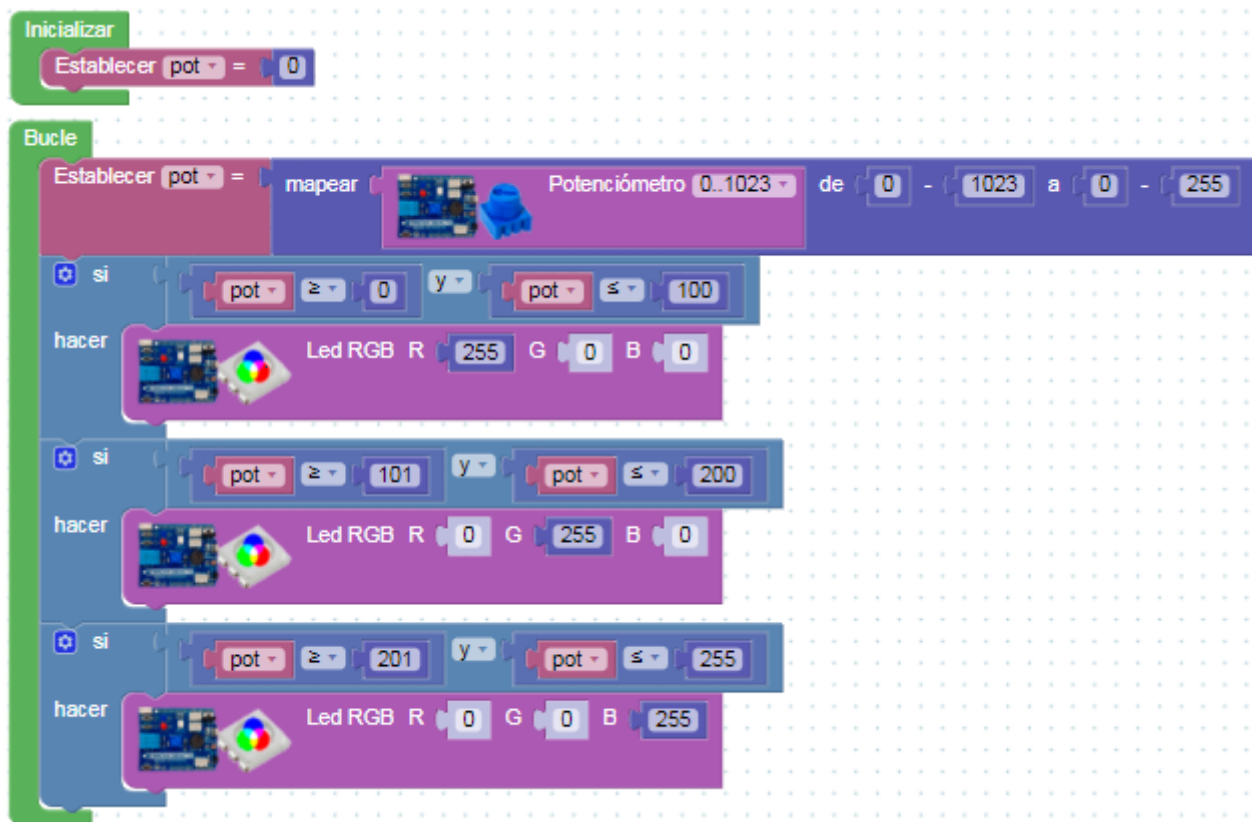 Inicializar
Establecer pot = 0
Bucle
Establecer pot = mapear Potenciómetro 0..1023 de 0 - 1023 a 0 - 255
si pot ≥ 0 y pot ≤ 100
hacer Led RGB R 255 G 0 B 0
si pot ≥ 101 y pot ≤ 200
hacer Led RGB R 0 G 255 B 0
si pot ≥ 201 y pot ≤ 255
hacer Led RGB R 0 G 0 B 255